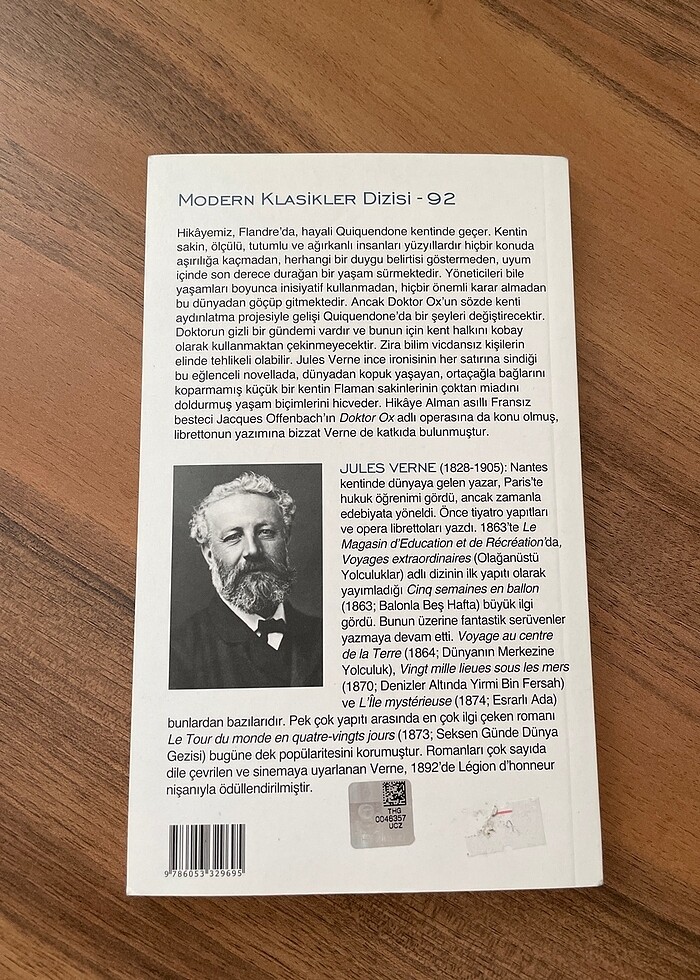 MODERN KLASİKLER DİZİSİ - 92
Hikâyemiz, Flandre'da, hayali Quiquendone kentinde geçer. Kentin
sakin, ölçülü, tutumlu ve ağırkanlı insanları yüzyıllardır hiçbir konuda
aşırılığa kaçmadan, herhangi bir duygu belirtisi göstermeden, uyum
içinde son derece durağan bir yaşam sürmektedir. Yöneticileri bile
yaşamları boyunca inisiyatif kullanmadan, hiçbir önemli karar almadan
bu dünyadan göçüp gitmektedir. Ancak Doktor Ox'un sözde kenti
aydınlatma projesiyle gelişi Quiquendone'da bir şeyleri değiştirecektir.
Doktorun gizli bir gündemi vardır ve bunun için kent halkını kobay
olarak kullanmaktan çekinmeyecektir. Zira bilim vicdansız kişilerin
elinde tehlikeli olabilir. Jules Verne ince ironisinin her satırına sindiği
bu eğlenceli novellada, dünyadan kopuk yaşayan, ortaçağla bağlarını
koparmamış küçük bir kentin Flaman sakinlerinin çoktan miadını
doldurmuş yaşam biçimlerini hicveder. Hikâye Alman asıllı Fransız
besteci Jacques Offenbach'ın Doktor Ox adlı operasına da konu olmuş,
librettonun yazımına bizzat Verne de katkıda bulunmuştur.
JULES VERNE (1828-1905): Nantes
kentinde dünyaya gelen yazar, Paris'te
hukuk öğrenimi gördü, ancak zamanla
edebiyata yöneldi. Önce tiyatro yapıtları
ve opera librettoları yazdı. 1863'te Le
Magasin d'Education et de Récréation'da,
Voyages extraordinaires (Olağanüstü
Yolculuklar) adlı dizinin ilk yapıtı olarak
yayımladığı Cinq semaines en ballon
(1863; Balonla Beş Hafta) büyük ilgi
gördü. Bunun üzerine fantastik serüvenler
yazmaya devam etti. Voyage au centre
de la Terre (1864; Dünyanın Merkezine
Yolculuk), Vingt mille lieues sous les mers
(1870; Denizler Altında Yirmi Bin Fersah)
ve L'Île mystérieuse (1874; Esrarlı Ada)
bunlardan bazılarıdır. Pek çok yapıtı arasında en çok ilgi çeken romanı
Le Tour du monde en quatre-vingts jours (1873; Seksen Günde Dünya
Gezisi) bugüne dek popülaritesini korumuştur. Romanları çok sayıda
dile çevrilen ve sinemaya uyarlanan Verne, 1892'de Légion d'honneur
nişanıyla ödüllendirilmiştir.
THG
0046357
UCZ
9 786053 329695